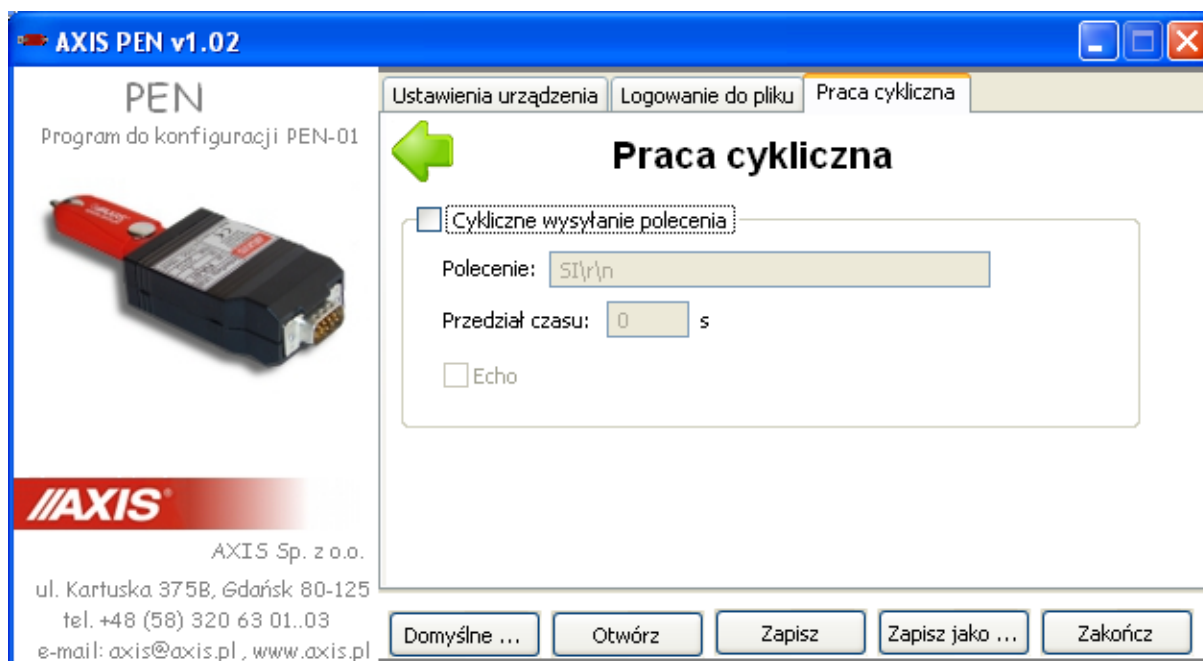 AXIS PEN v1.02
PEN
Program do konfiguracji PEN-01
AXIS
//AXIS®
AXIS Sp. z o.o.
ul. Kartuska 375B, Gdańsk 80-125
tel. +48 (58) 320 63 01..03
e-mail: axis@axis.pl , www.axis.pl
Ustawienia urządzenia
Logowanie do pliku
Praca cykliczna
Praca cykliczna
Cykliczne wysyłanie polecenia
Polecenie: SI\r\n
Przedział czasu: 0 s
Echo
Domyślne ...
Otwórz
Zapisz
Zapisz jako ...
Zakończ